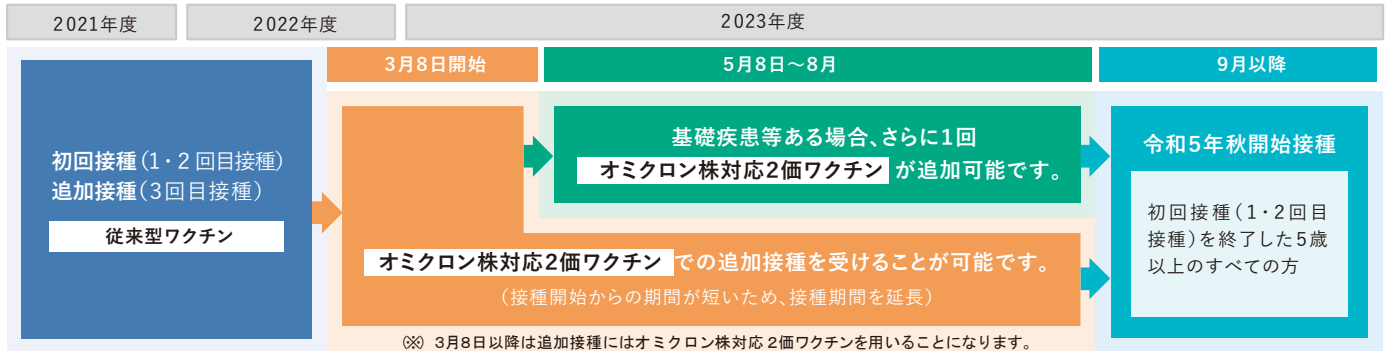 2021年度
2022年度
2023年度
3月8日開始
5月8日～8月
9月以降
初回接種(1・2回目接種)
追加接種(3回目接種)
従来型ワクチン
基礎疾患等ある場合、さらに1回
オミクロン株対応2価ワクチン が追加可能です。
オミクロン株対応2価ワクチン での追加接種を受けることが可能です。
(接種開始からの期間が短いため、接種期間を延長)
令和5年秋開始接種
初回接種(1・2回目
接種)を終了した5歳
以上のすべての方
(※) 3月8日以降は追加接種にはオミクロン株対応2価ワクチンを用いることになります。